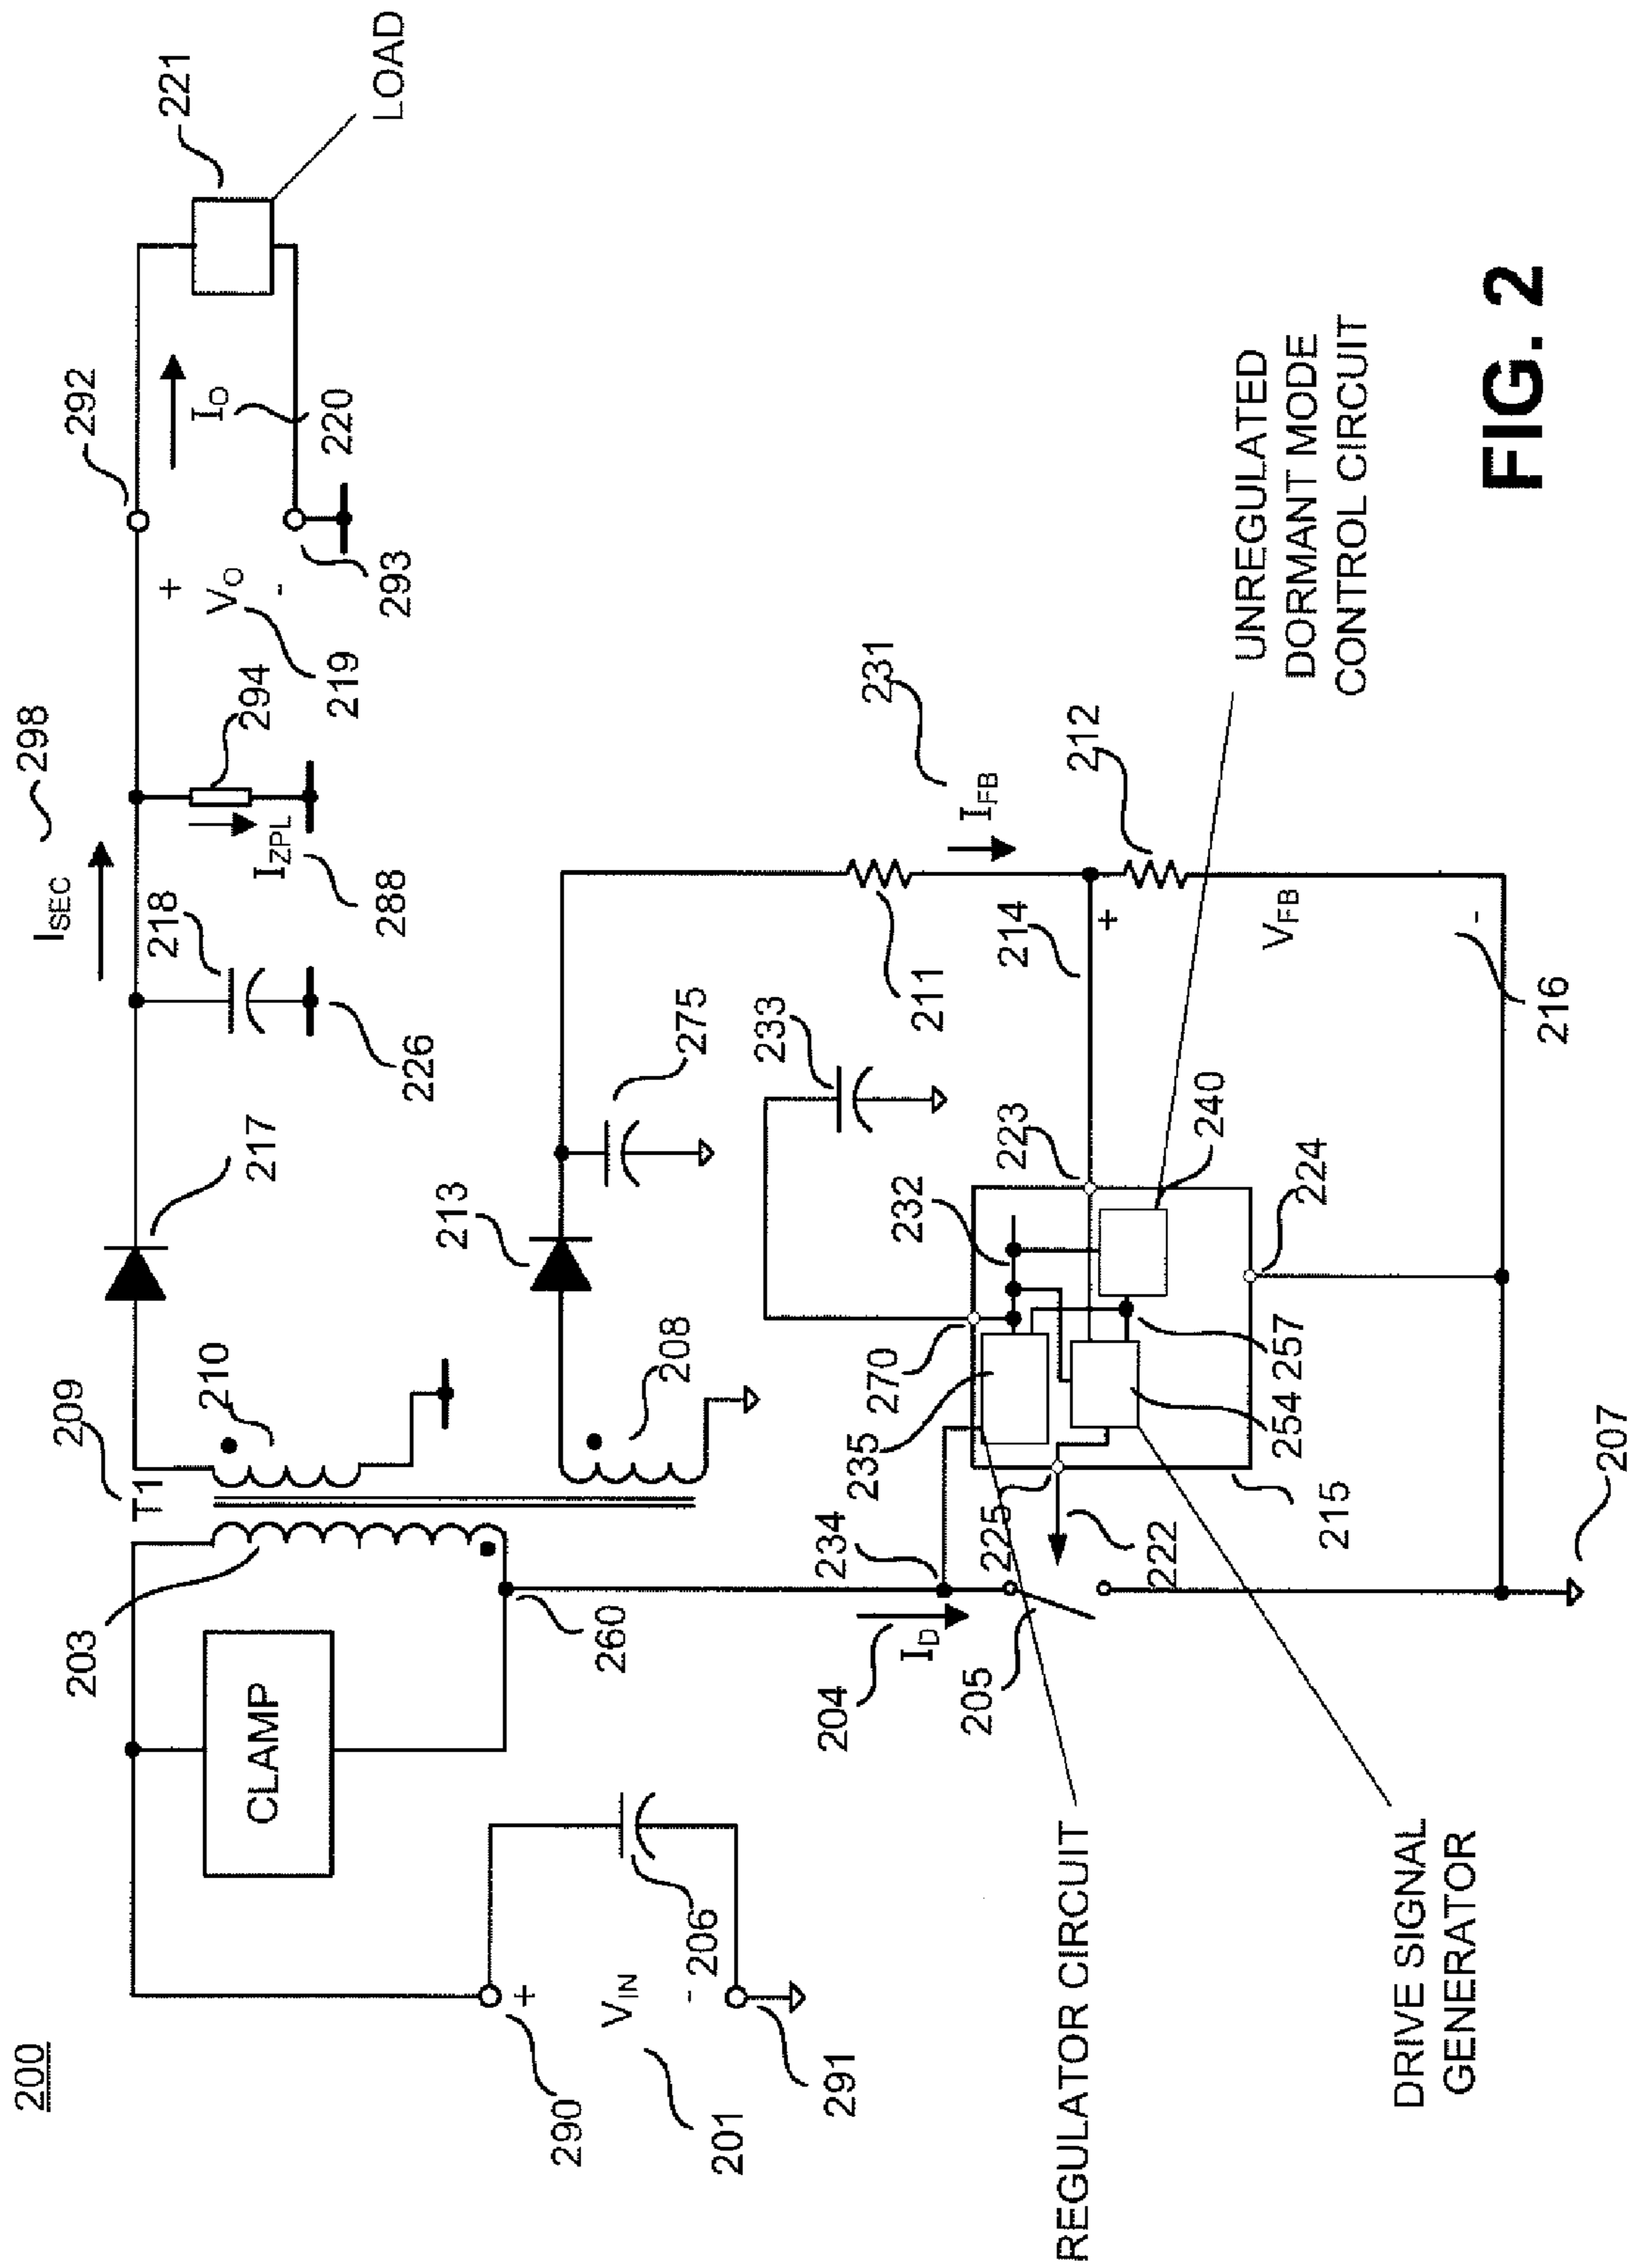 200
T1
209
210
217
218
226
I_SEC
298
I_ZPL
288
294
+
V_O
-
219
292
293
I_O
220
221
LOAD
203
CLAMP
260
208
213
275
290
+
V_IN
-
201
291
206
204
I_D
234
205
235
270
232
233
223
240
211
214
231
I_FB
212
+
V_FB
-
216
225
222
215
254
257
224
207
REGULATOR CIRCUIT
DRIVE SIGNAL
GENERATOR
UNREGULATED
DORMANT MODE
CONTROL CIRCUIT
FIG. 2